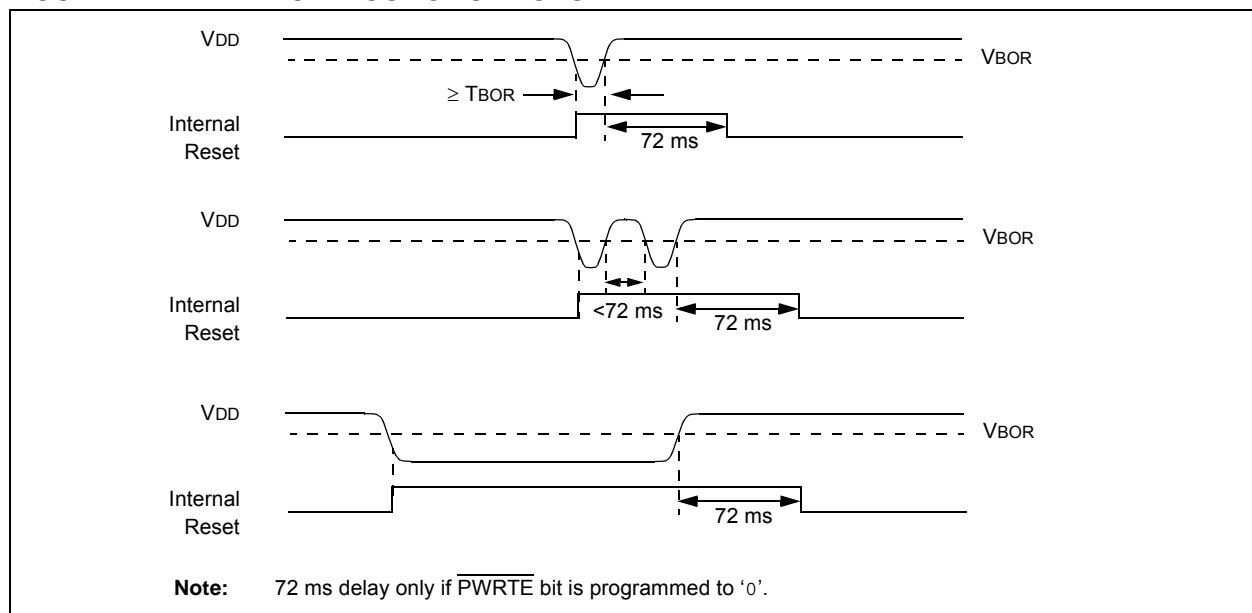 VDD
VBOR
≥ TBOR
Internal
Reset
72 ms
VDD
VBOR
Internal
Reset
<72 ms
72 ms
VDD
VBOR
Internal
Reset
72 ms
Note: 72 ms delay only if PWRTE bit is programmed to ‘0’.